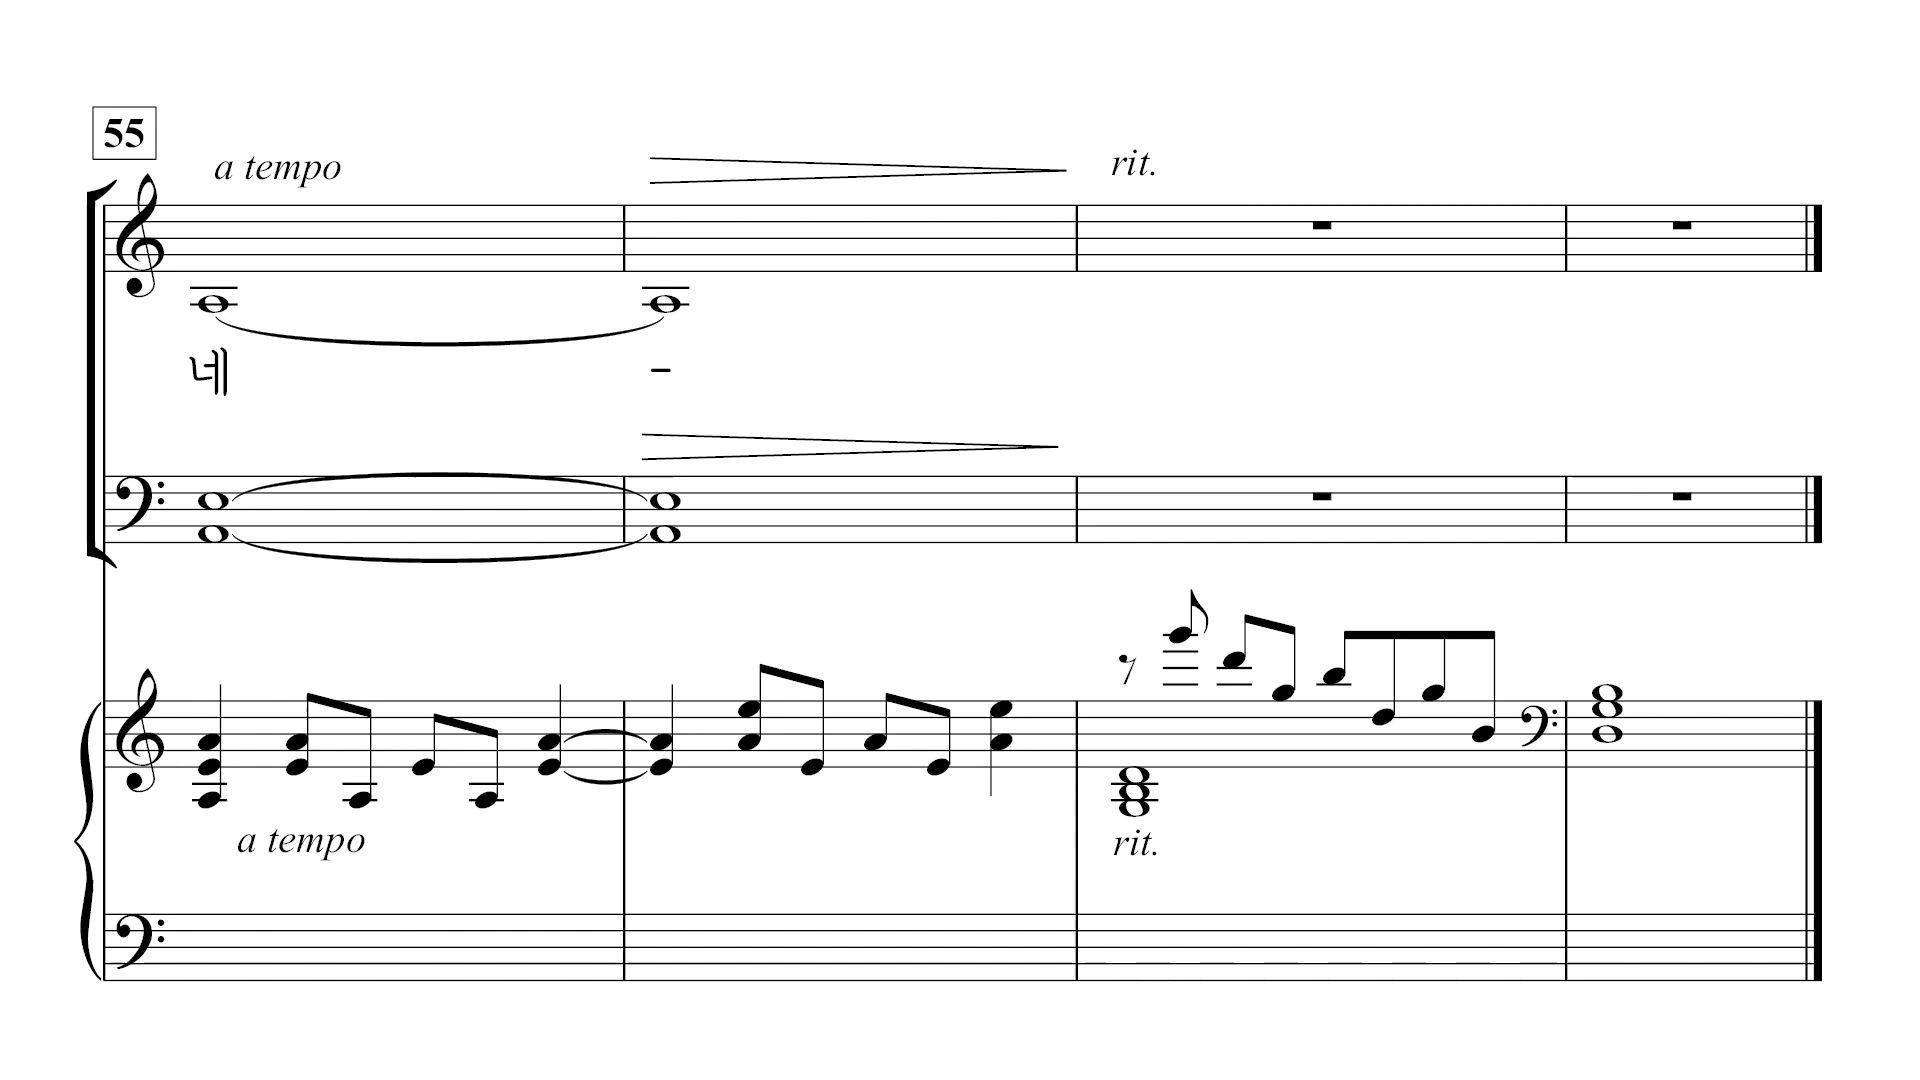 55
a tempo
rit.
네 -
a tempo
rit.